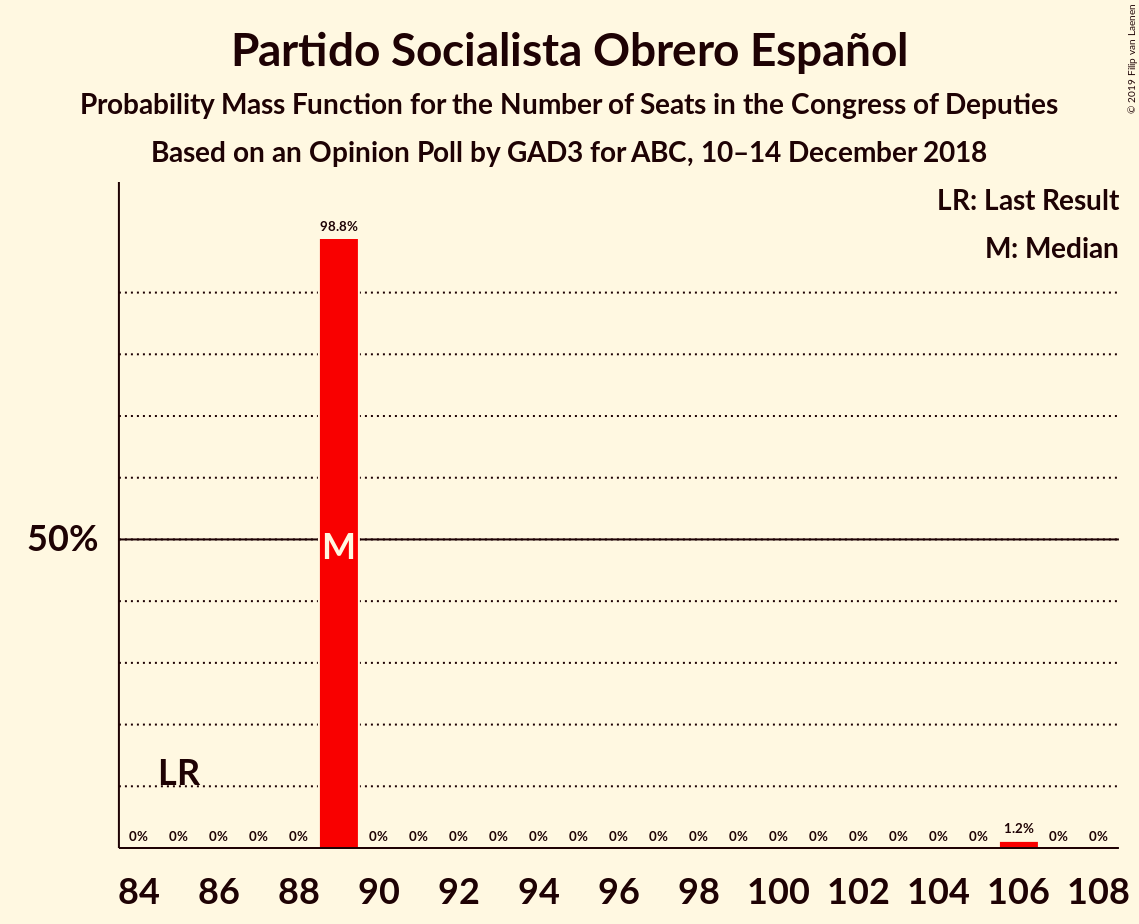 Partido Socialista Obrero Español
Probability Mass Function for the Number of Seats in the Congress of Deputies
Based on an Opinion Poll by GAD3 for ABC, 10–14 December 2018
© 2019 Filip van Laenen
LR: Last Result
M: Median
98.8%
50%
M
LR
0% 0% 0% 0% 0% 0% 0% 0% 0% 0% 0% 0% 0% 0% 0% 0% 0% 0% 0% 0% 0% 1.2% 0% 0%
84 86 88 90 92 94 96 98 100 102 104 106 108